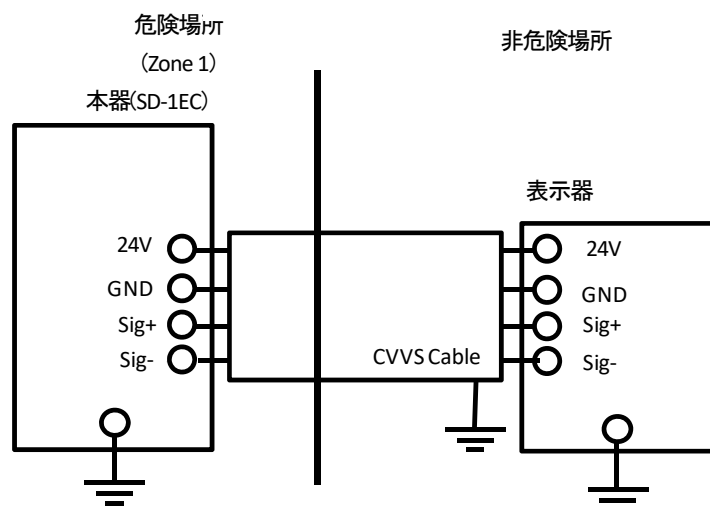 危険場所
(Zone 1)
本器(SD-1EC)
24V
GND
Sig+
Sig-
CVVS Cable
非危険場所
表示器
24V
GND
Sig+
Sig-